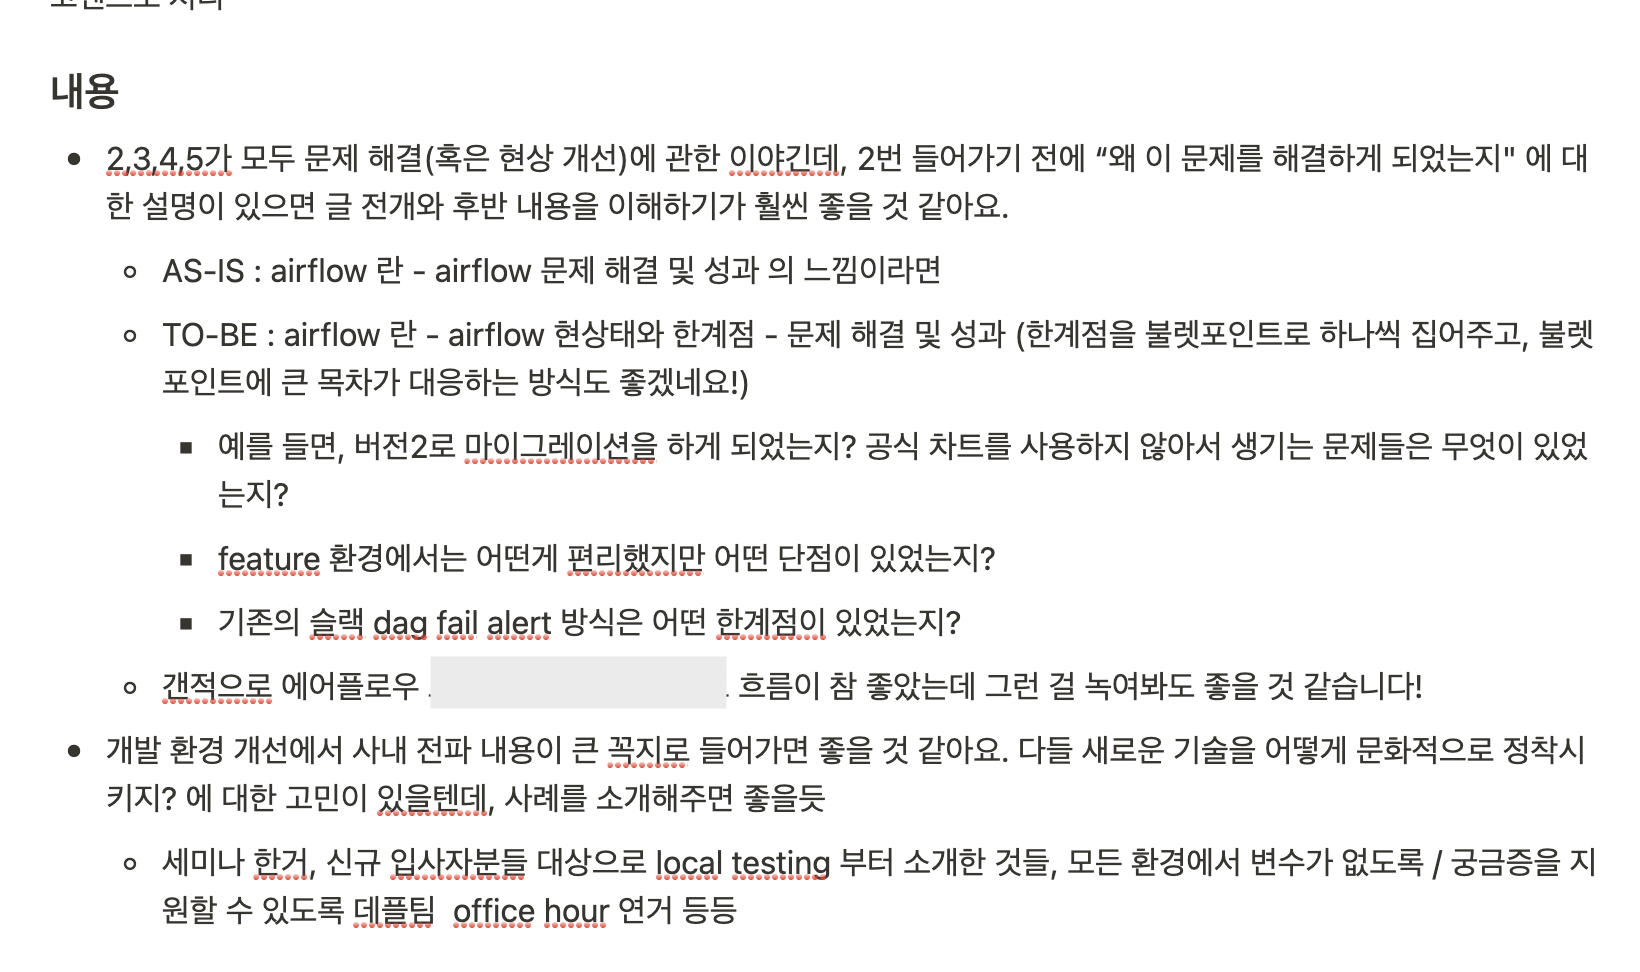 내용
2,3,4,5가 모두 문제 해결(혹은 현상 개선)에 관한 이야긴데, 2번 들어가기 전에 “왜 이 문제를 해결하게 되었는지" 에 대
한 설명이 있으면 글 전개와 후반 내용을 이해하기가 훨씬 좋을 것 같아요.
AS-IS : airflow 란 - airflow 문제 해결 및 성과 의 느낌이라면
TO-BE : airflow 란 - airflow 현상태와 한계점 - 문제 해결 및 성과 (한계점을 불렛포인트로 하나씩 집어주고, 불렛
포인트에 큰 목차가 대응하는 방식도 좋겠네요!)
예를 들면, 버전2로 마이그레이션을 하게 되었는지? 공식 차트를 사용하지 않아서 생기는 문제들은 무엇이 있었
는지?
feature 환경에서는 어떤게 편리했지만 어떤 단점이 있었는지?
기존의 슬랙 dag fail alert 방식은 어떤 한계점이 있었는지?
갠적으로 에어플로우 흐름이 참 좋았는데 그런 걸 녹여봐도 좋을 것 같습니다!
개발 환경 개선에서 사내 전파 내용이 큰 꼭지로 들어가면 좋을 것 같아요. 다들 새로운 기술을 어떻게 문화적으로 정착시
키지? 에 대한 고민이 있을텐데, 사례를 소개해주면 좋을듯
세미나 한거, 신규 입사자분들 대상으로 local testing 부터 소개한 것들, 모든 환경에서 변수가 없도록 / 궁금증을 지
원할 수 있도록 데플팀 office hour 연거 등등